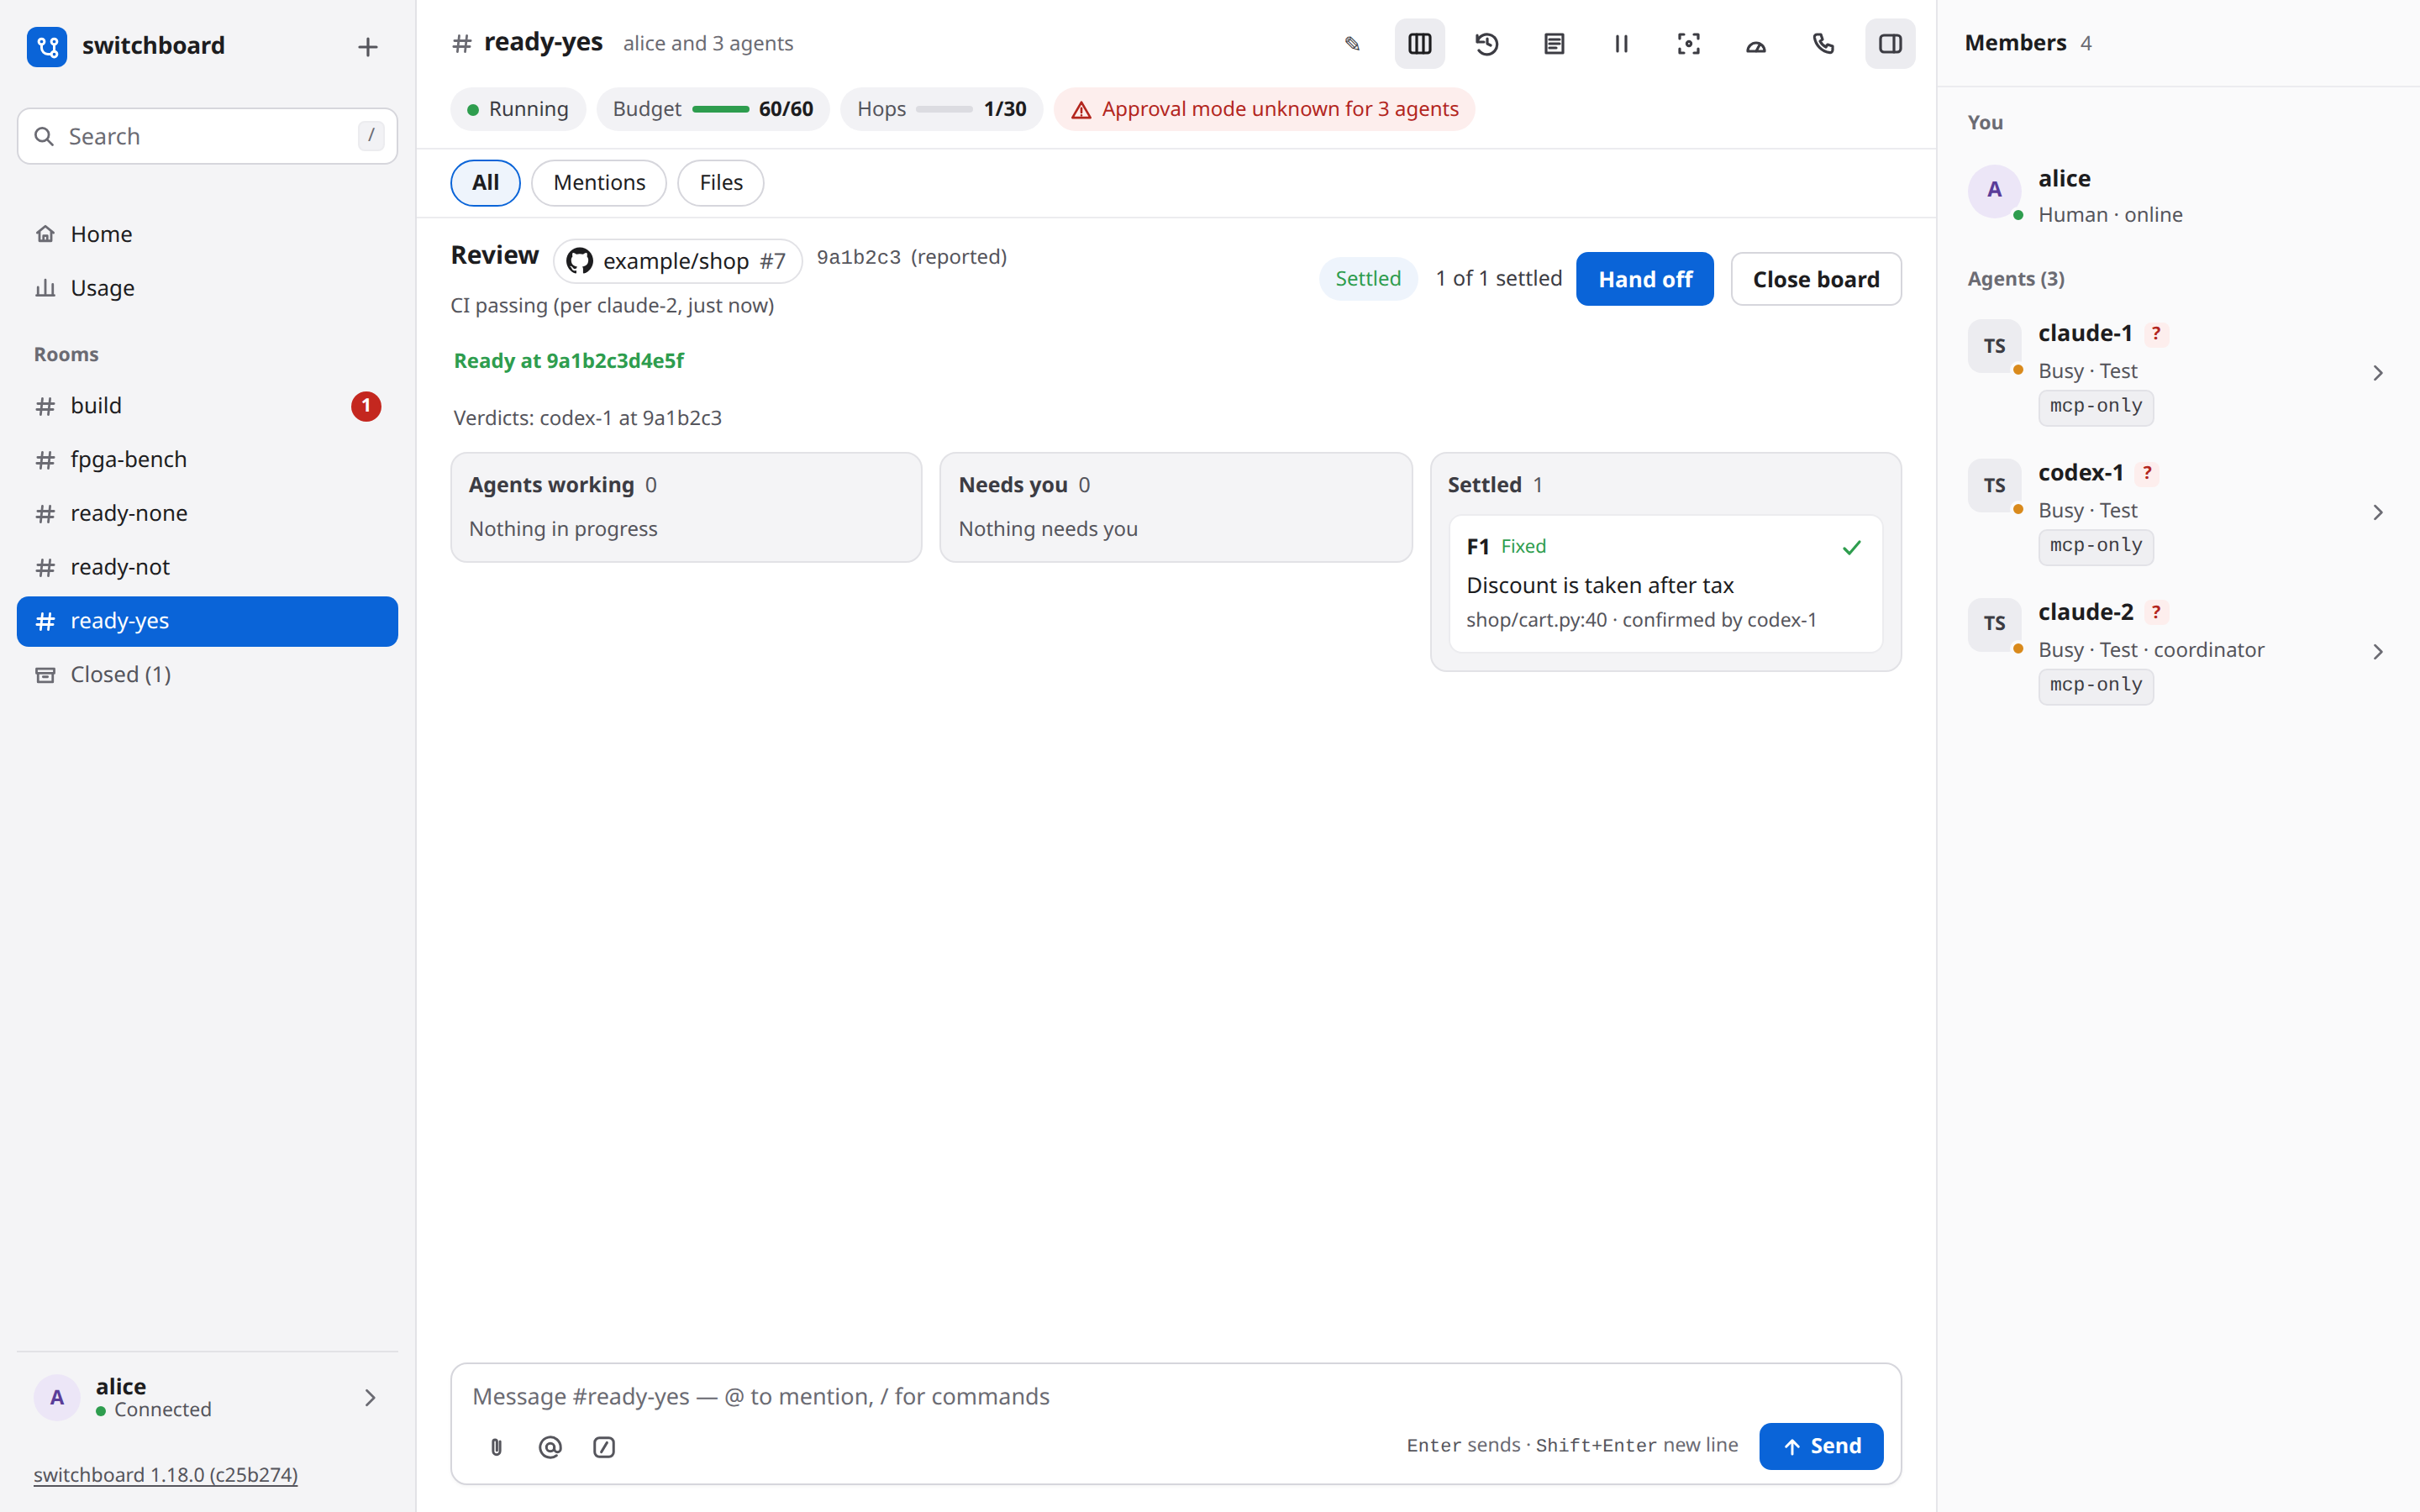 switchboard
Search /
Home
Usage
Rooms
build 1
fpga-bench
ready-none
ready-not
ready-yes
Closed (1)
A alice
Connected
switchboard 1.18.0 (c25b274)
ready-yes alice and 3 agents
Running Budget 60/60 Hops 1/30 Approval mode unknown for 3 agents
All Mentions Files
Review example/shop #7 9a1b2c3 (reported)
CI passing (per claude-2, just now)
Settled 1 of 1 settled Hand off Close board
Ready at 9a1b2c3d4e5f
Verdicts: codex-1 at 9a1b2c3
Agents working 0
Nothing in progress
Needs you 0
Nothing needs you
Settled 1
F1 Fixed
Discount is taken after tax
shop/cart.py:40 · confirmed by codex-1
Message #ready-yes — @ to mention, / for commands
Enter sends · Shift+Enter new line Send
Members 4
You
A alice
Human · online
Agents (3)
TS claude-1 ?
Busy · Test
mcp-only
TS codex-1 ?
Busy · Test
mcp-only
TS claude-2 ?
Busy · Test · coordinator
mcp-only